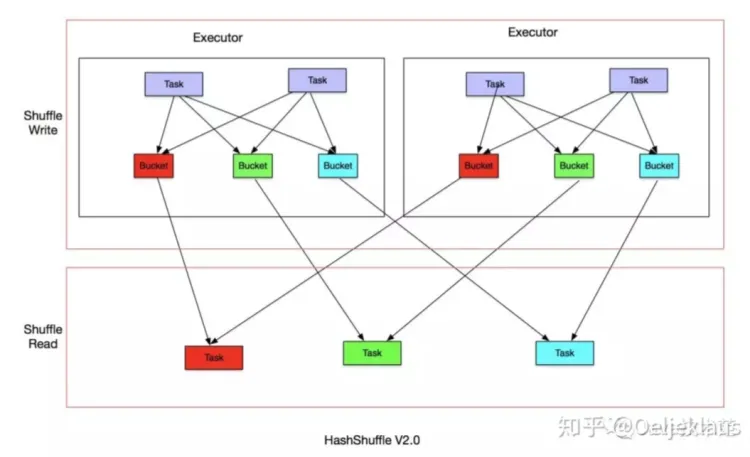 Executor
Executor
Task
Task
Task
Task
Shuffle
Write
Bucket
Bucket
Bucket
Bucket
Bucket
Bucket
Shuffle
Read
Task
Task
Task
HashShuffle V2.0
知乎 @Oeljeklaus